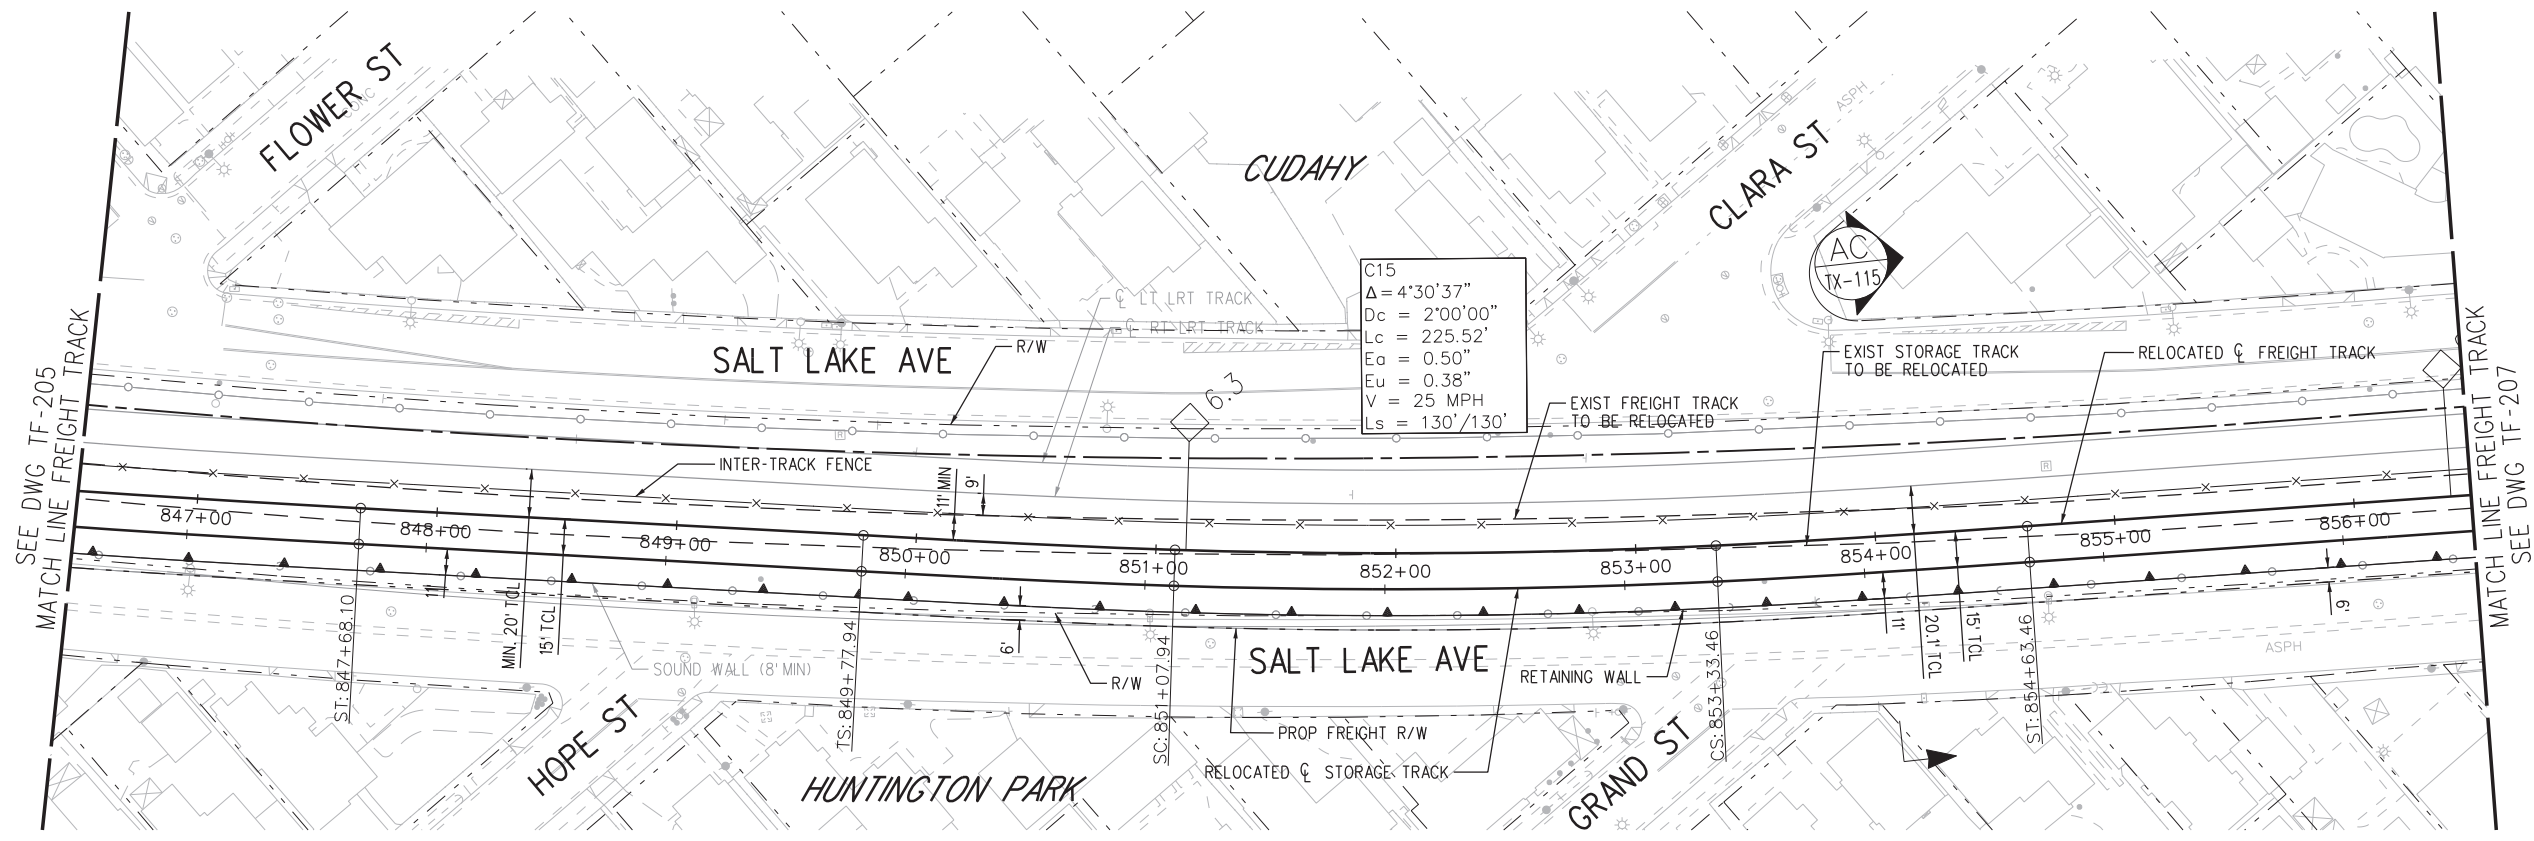 FLOWER ST
CONC
CUDAHY
CLARA ST
ASPH
AC
TX-115
C15
Δ=4°30'37"
Dc = 2°00'00"
Lc = 225.52'
Ea = 0.50"
Eu = 0.38"
V = 25 MPH
Ls = 130'/130'
℄ LT LRT TRACK
℄ RT LRT TRACK
R/W
SALT LAKE AVE
6.3
EXIST STORAGE TRACK
TO BE RELOCATED
RELOCATED ℄ FREIGHT TRACK
EXIST FREIGHT TRACK
TO BE RELOCATED
SEE DWG TF-205
MATCH LINE FREIGHT TRACK
MATCH LINE FREIGHT TRACK
SEE DWG TF-207
INTER-TRACK FENCE
11' MIN
9'
R
R
847+00
848+00
849+00
850+00
851+00
852+00
853+00
854+00
855+00
856+00
11'
MIN. 20' TCL
15' TCL
6'
11'
20.1' TCL
15' TCL
9'
ST: 847+68.10
TS: 849+77.94
SC: 851+07.94
CS: 853+33.46
ST: 854+63.46
SOUND WALL (8' MIN)
R/W
SALT LAKE AVE
RETAINING WALL
ASPH
PROP FREIGHT R/W
RELOCATED ℄ STORAGE TRACK
HOPE ST
HUNTINGTON PARK
GRAND ST